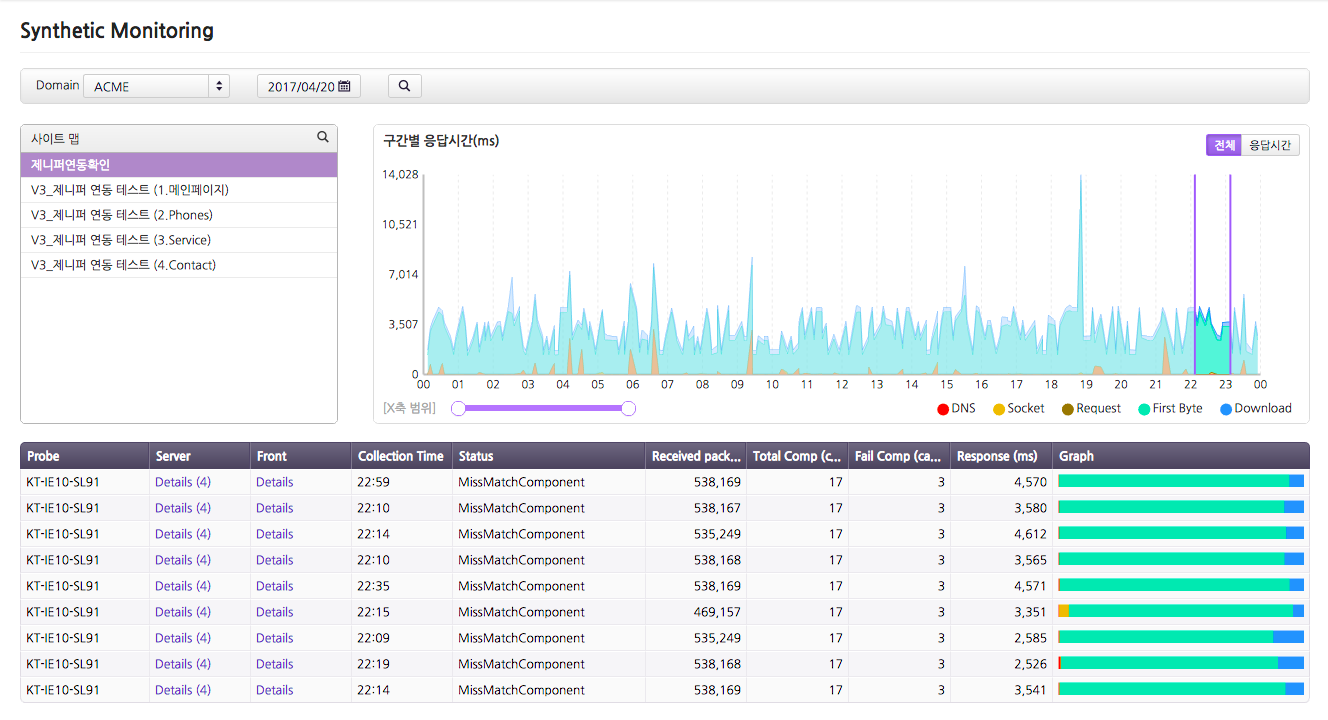 Synthetic Monitoring
Domain ACME 2017/04/20
사이트 맵
제니퍼연동확인
V3_제니퍼 연동 테스트 (1.메인페이지)
V3_제니퍼 연동 테스트 (2.Phones)
V3_제니퍼 연동 테스트 (3.Service)
V3_제니퍼 연동 테스트 (4.Contact)
구간별 응답시간(ms)
전체 응답시간
14,028
10,521
7,014
3,507
0
00 01 02 03 04 05 06 07 08 09 10 11 12 13 14 15 16 17 18 19 20 21 22 23 00
[X축 범위]
DNS Socket Request First Byte Download
Probe Server Front Collection Time Status Received pack... Total Comp (c... Fail Comp (ca... Response (ms) Graph
KT-IE10-SL91 Details (4) Details 22:59 MissMatchComponent 538,169 17 3 4,570
KT-IE10-SL91 Details (4) Details 22:10 MissMatchComponent 538,167 17 3 3,580
KT-IE10-SL91 Details (4) Details 22:14 MissMatchComponent 535,249 17 3 4,612
KT-IE10-SL91 Details (4) Details 22:10 MissMatchComponent 538,168 17 3 3,565
KT-IE10-SL91 Details (4) Details 22:35 MissMatchComponent 538,169 17 3 4,571
KT-IE10-SL91 Details (4) Details 22:15 MissMatchComponent 469,157 17 3 3,351
KT-IE10-SL91 Details (4) Details 22:09 MissMatchComponent 535,249 17 3 2,585
KT-IE10-SL91 Details (4) Details 22:19 MissMatchComponent 538,168 17 3 2,526
KT-IE10-SL91 Details (4) Details 22:14 MissMatchComponent 538,169 17 3 3,541